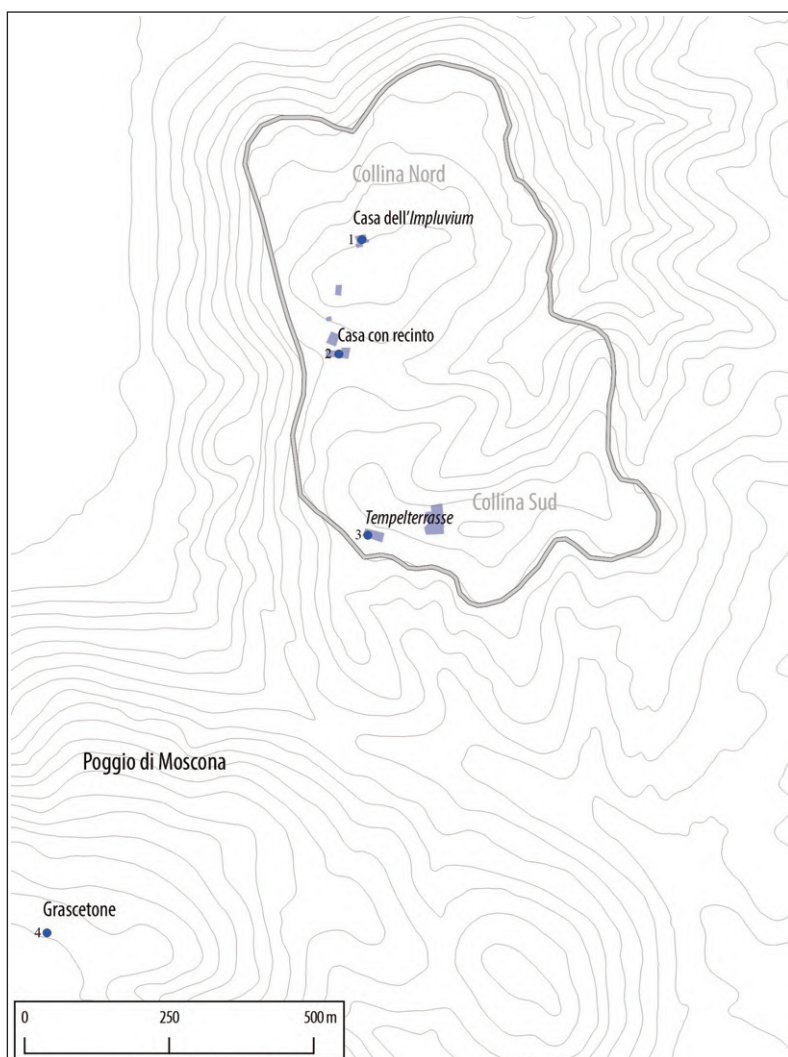 Collina Nord
Casa dell'Impluvium
1
Casa con recinto
2
Collina Sud
Tempelterrasse
3
Poggio di Moscona
Grascetone
4
0 250 500 m